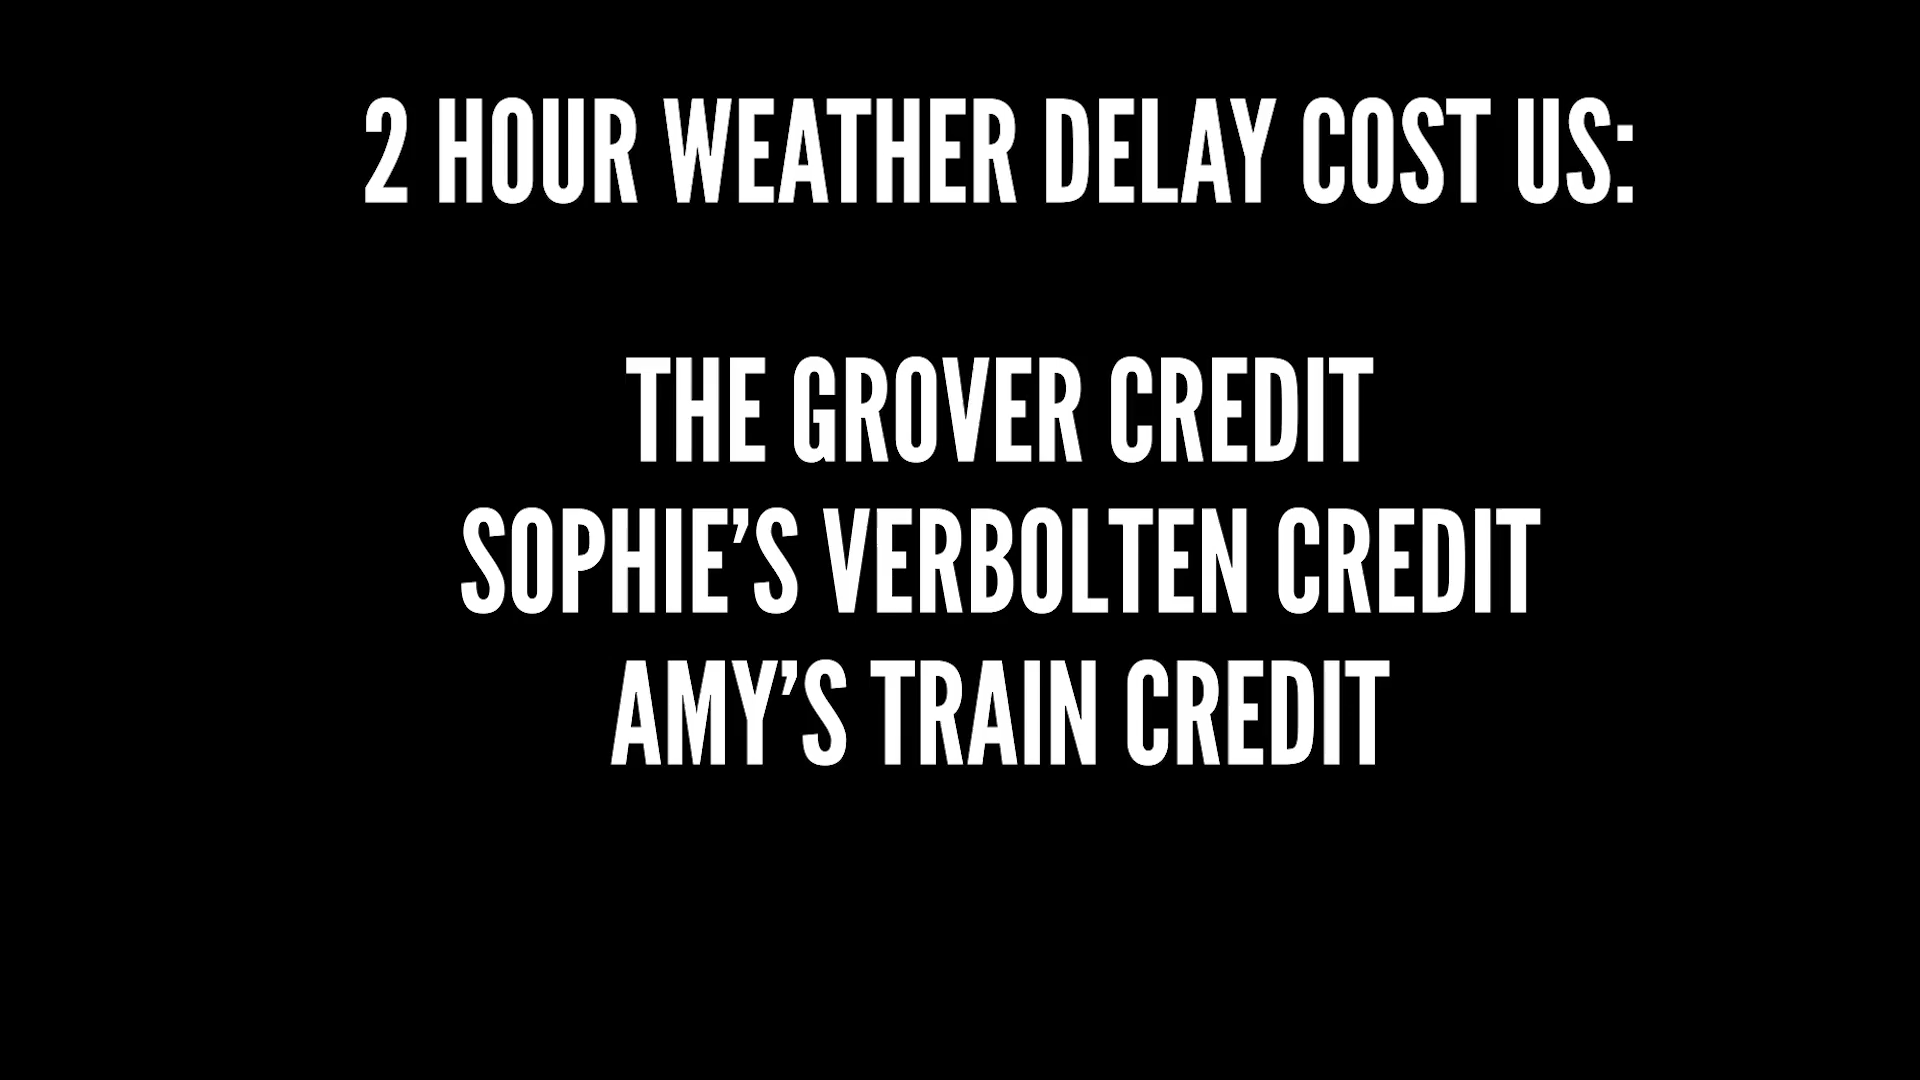 2 HOUR WEATHER DELAY COST US:
THE GROVER CREDIT
SOPHIE’S VERBOLTEN CREDIT
AMY’S TRAIN CREDIT